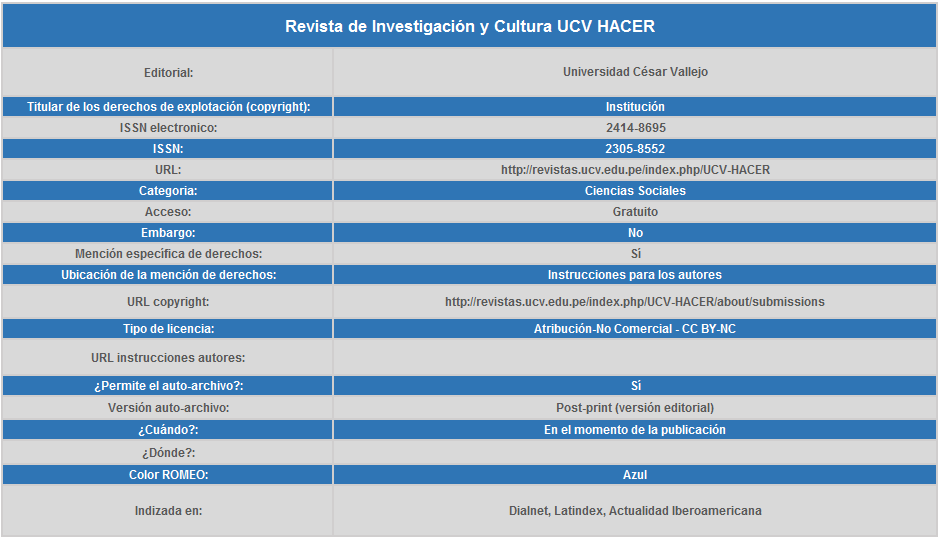 Revista de Investigación y Cultura UCV HACER
Editorial: Universidad César Vallejo
Titular de los derechos de explotación (copyright): Institución
ISSN electronico: 2414-8695
ISSN: 2305-8552
URL: http://revistas.ucv.edu.pe/index.php/UCV-HACER
Categoria: Ciencias Sociales
Acceso: Gratuito
Embargo: No
Mención específica de derechos: Sí
Ubicación de la mención de derechos: Instrucciones para los autores
URL copyright: http://revistas.ucv.edu.pe/index.php/UCV-HACER/about/submissions
Tipo de licencia: Atribución-No Comercial - CC BY-NC
URL instrucciones autores:
¿Permite el auto-archivo?: Sí
Versión auto-archivo: Post-print (versión editorial)
¿Cuándo?: En el momento de la publicación
¿Dónde?:
Color ROMEO: Azul
Indizada en: Dialnet, Latindex, Actualidad Iberoamericana